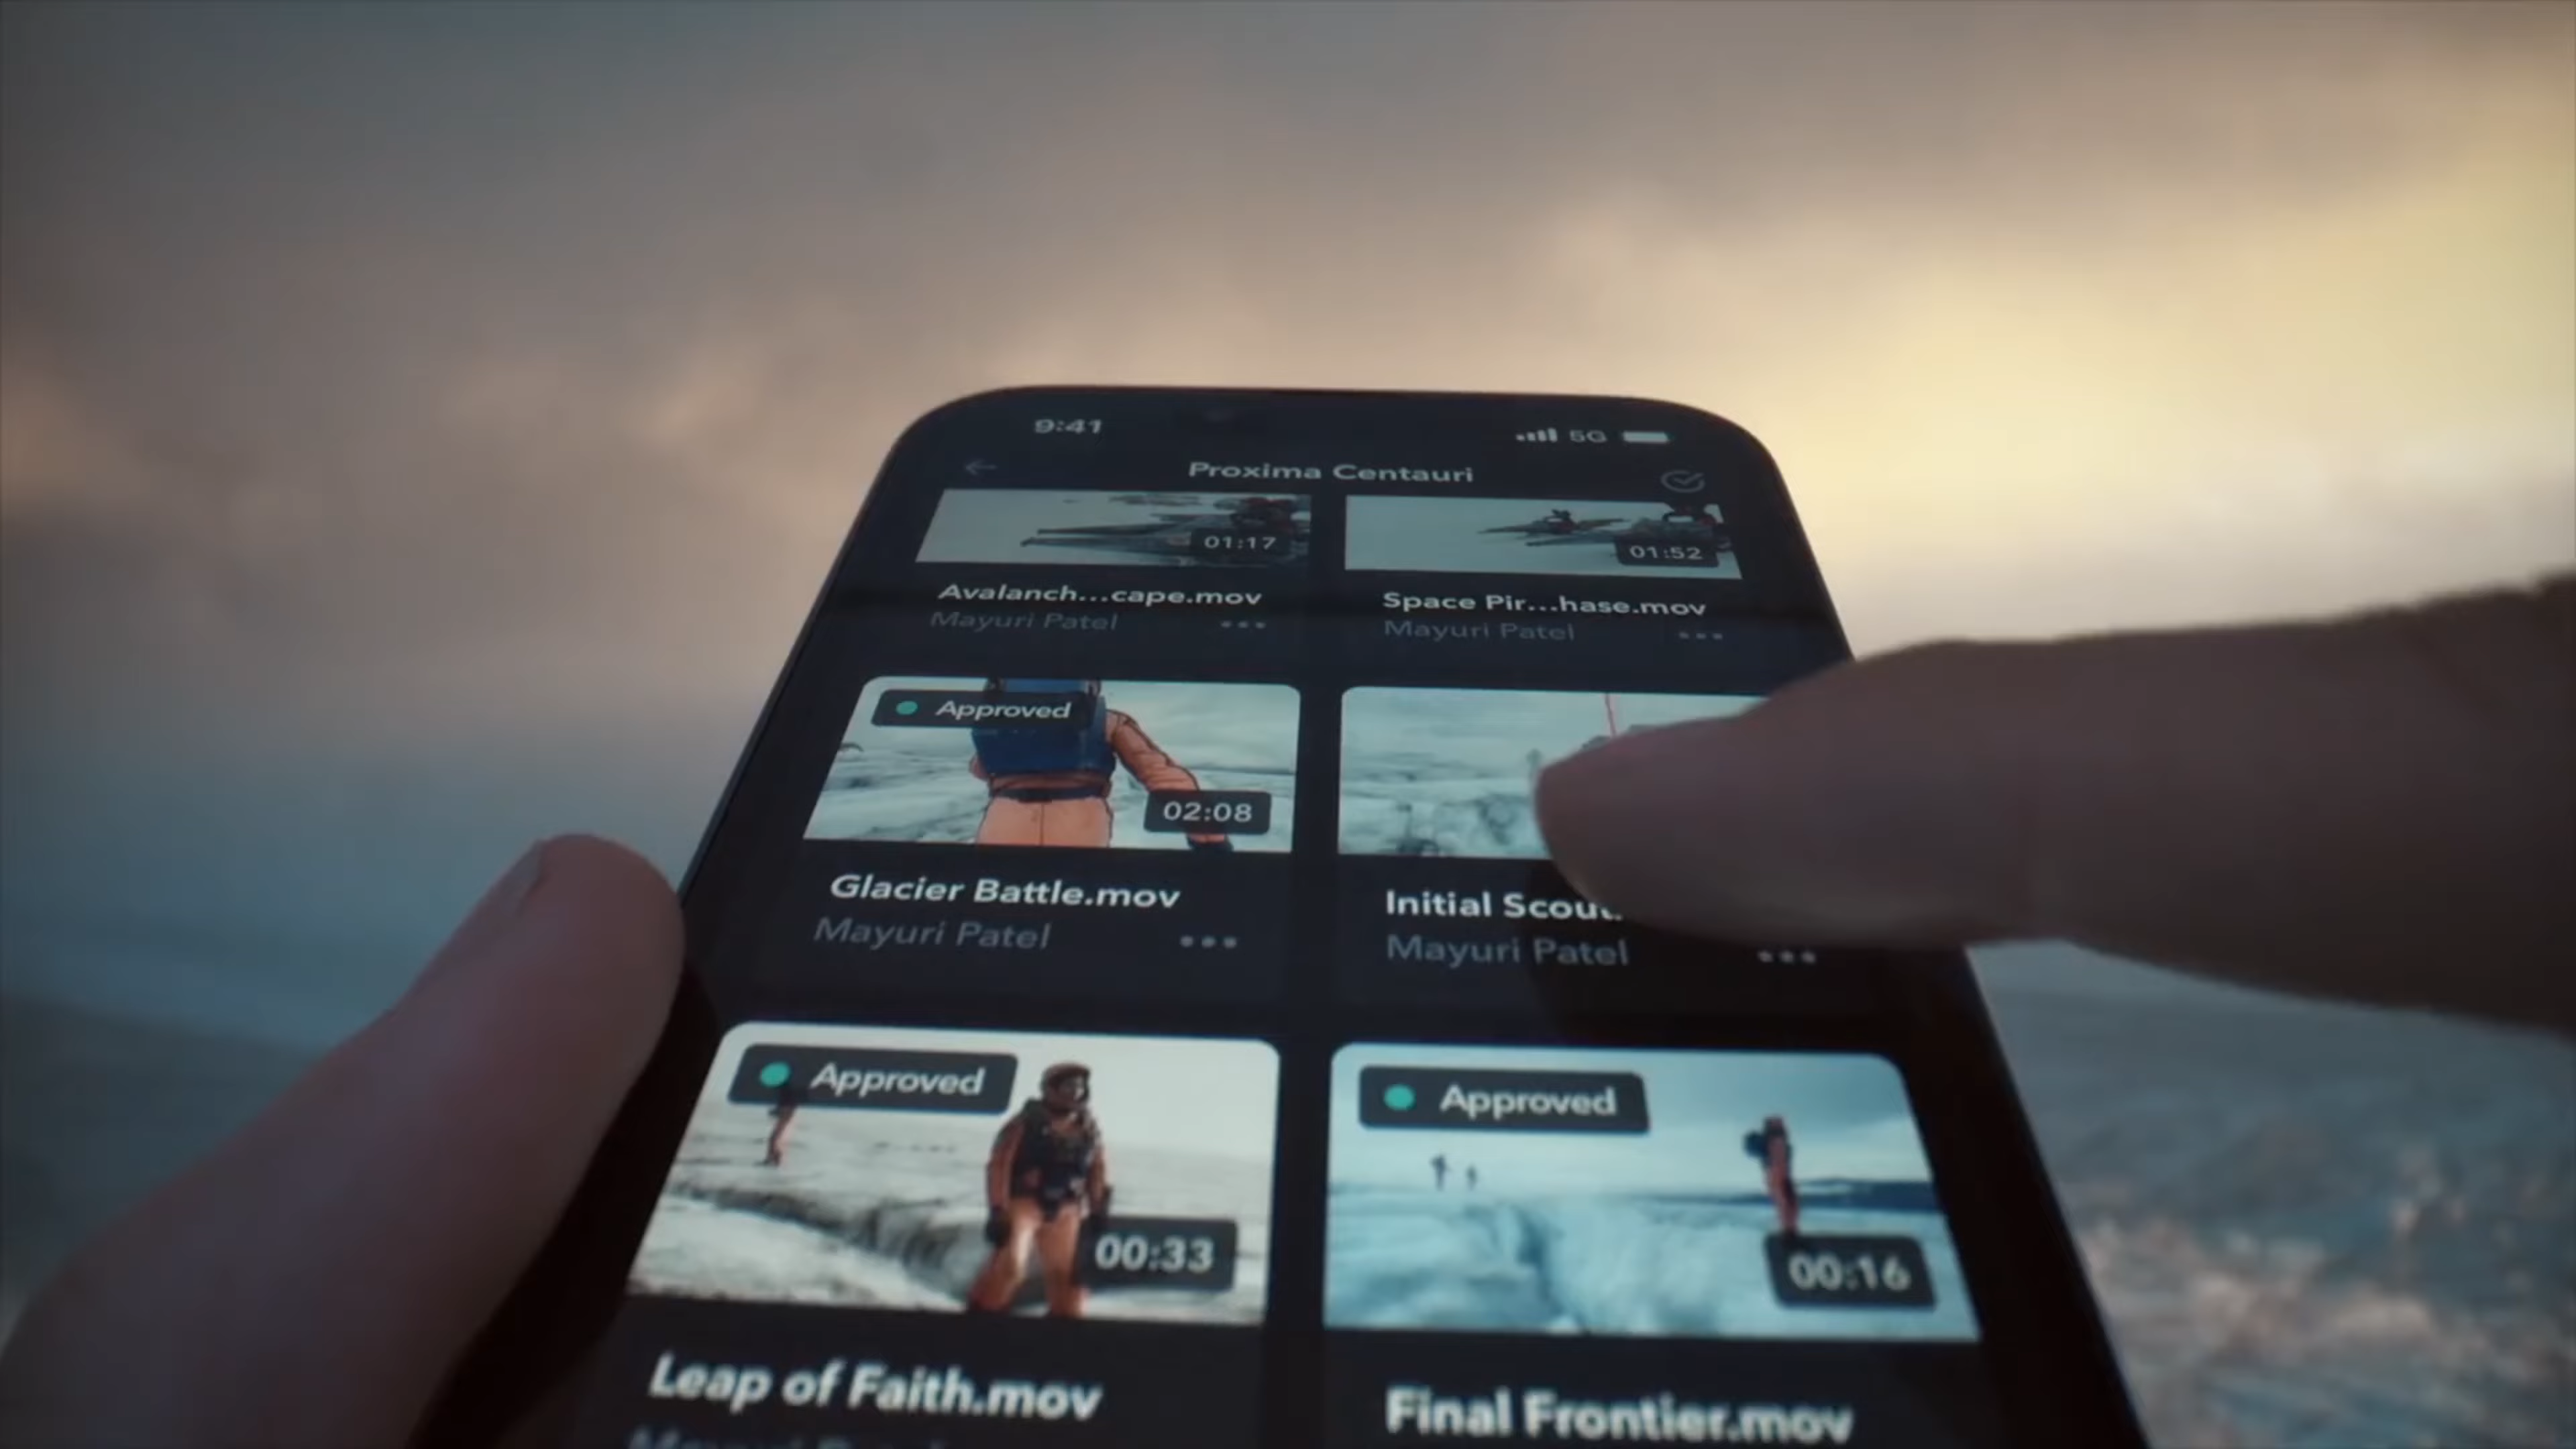 9:41
5G
Proxima Centauri
01:17
01:52
Avalanch...cape.mov
Space Pir...hase.mov
Mayuri Patel
Mayuri Patel
Approved
02:08
Glacier Battle.mov
Initial Scout.
Mayuri Patel
Mayuri Patel
Approved
Approved
00:33
00:16
Leap of Faith.mov
Final Frontier.mov